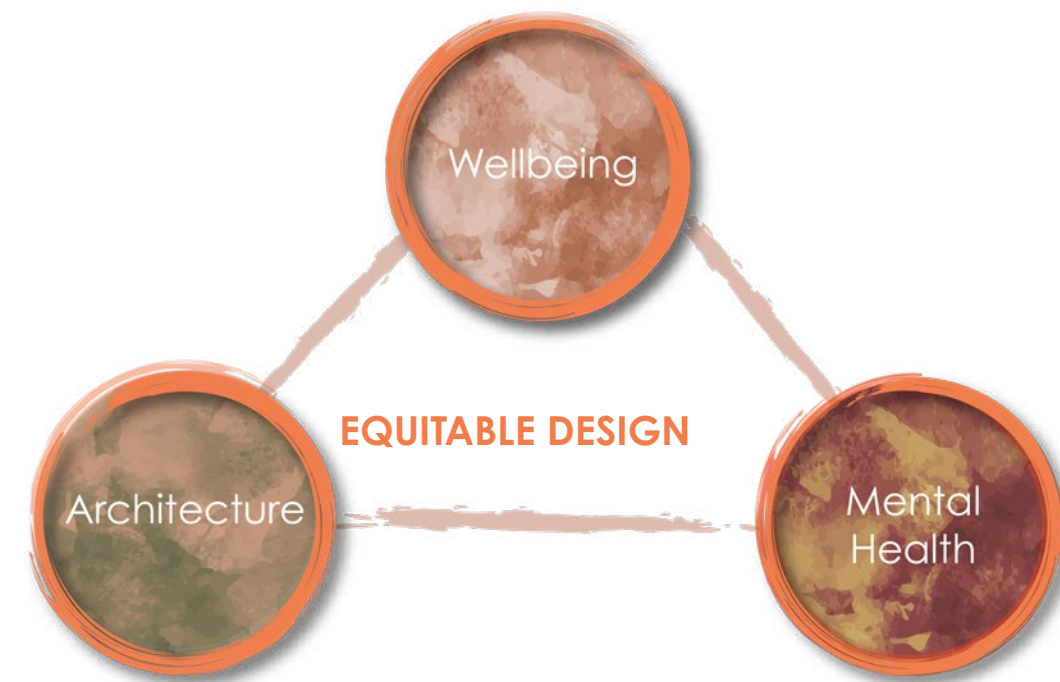 Wellbeing
EQUITABLE DESIGN
Architecture
Mental
Health